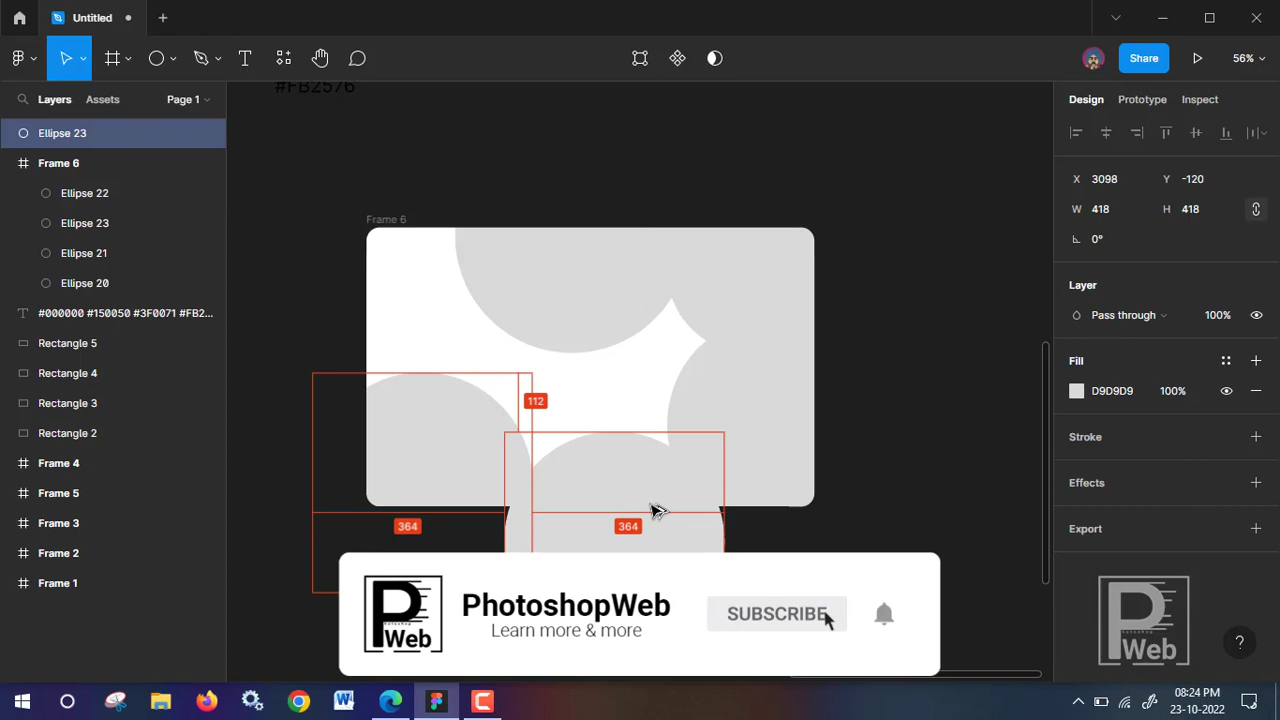 Untitled
56%
Share
Layers
Assets
Page 1
#FB2576
Design
Prototype
Inspect
Ellipse 23
Frame 6
Ellipse 22
Ellipse 23
Ellipse 21
Ellipse 20
#000000 #150050 #3F0071 #FB2...
Rectangle 5
Rectangle 4
Rectangle 3
Rectangle 2
Frame 4
Frame 5
Frame 3
Frame 2
Frame 1
Frame 6
112
364
364
X 3098 Y -120
W 418 H 418
0°
Layer
Pass through 100%
Fill
D9D9D9 100%
Stroke
Effects
Export
Photoshop
Web
PhotoshopWeb
Learn more & more
SUBSCRIBE
Photoshop
Web
?
08:24 PM
23-10-2022